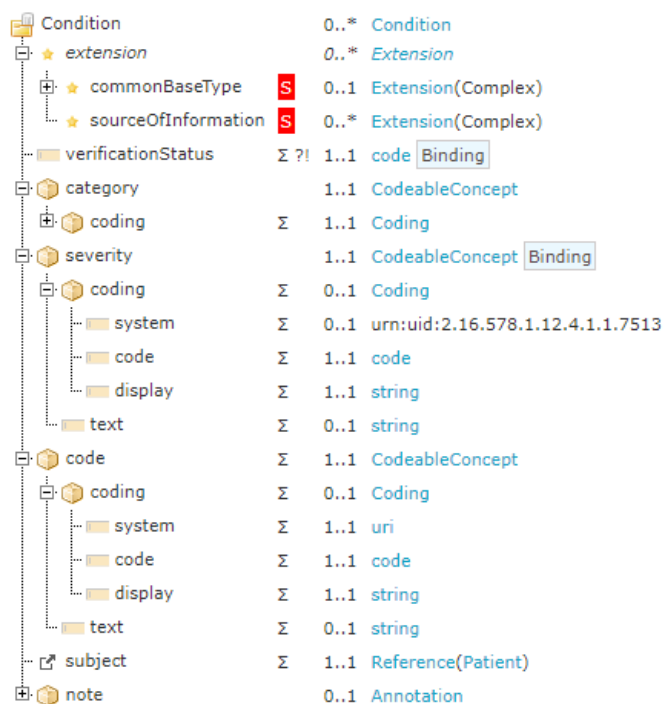 Condition 0..* Condition
extension 0..* Extension
commonBaseType S 0..1 Extension(Complex)
sourceOfInformation S 0..* Extension(Complex)
verificationStatus Σ ?! 1..1 code Binding
category 1..1 CodeableConcept
coding Σ 1..1 Coding
severity 1..1 CodeableConcept Binding
coding Σ 0..1 Coding
system Σ 0..1 urn:uid:2.16.578.1.12.4.1.1.7513
code Σ 1..1 code
display Σ 1..1 string
text Σ 0..1 string
code Σ 1..1 CodeableConcept
coding Σ 0..1 Coding
system Σ 1..1 uri
code Σ 1..1 code
display Σ 1..1 string
text Σ 0..1 string
subject Σ 1..1 Reference(Patient)
note 0..1 Annotation